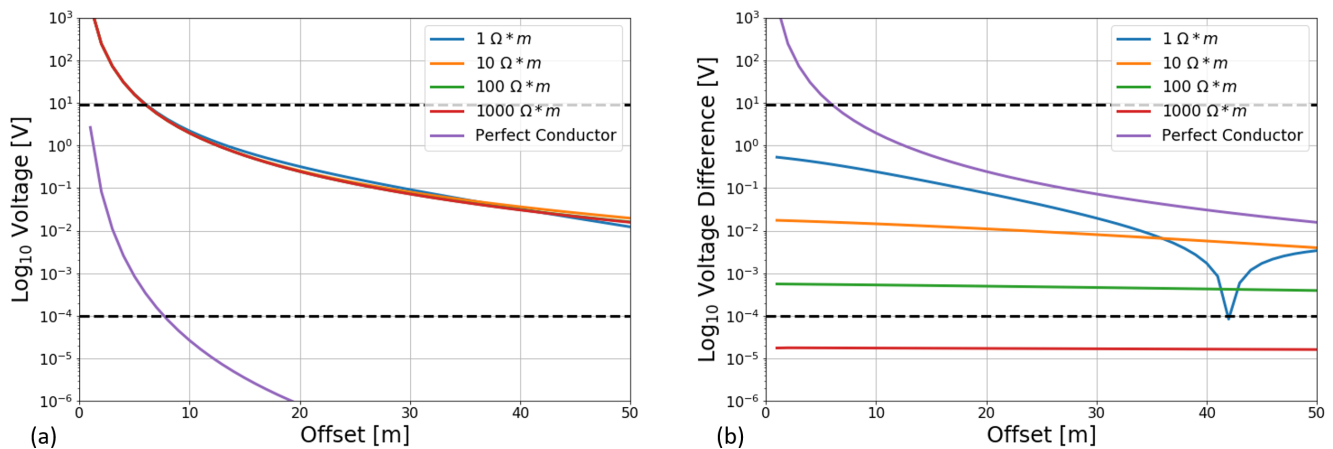 Log₁₀ Voltage [V]
10³
10²
10¹
10⁰
10⁻¹
10⁻²
10⁻³
10⁻⁴
10⁻⁵
10⁻⁶
1 Ω * m
10 Ω * m
100 Ω * m
1000 Ω * m
Perfect Conductor
0 10 20 30 40 50
Offset [m]
(a)
Log₁₀ Voltage Difference [V]
10³
10²
10¹
10⁰
10⁻¹
10⁻²
10⁻³
10⁻⁴
10⁻⁵
10⁻⁶
1 Ω * m
10 Ω * m
100 Ω * m
1000 Ω * m
Perfect Conductor
0 10 20 30 40 50
Offset [m]
(b)